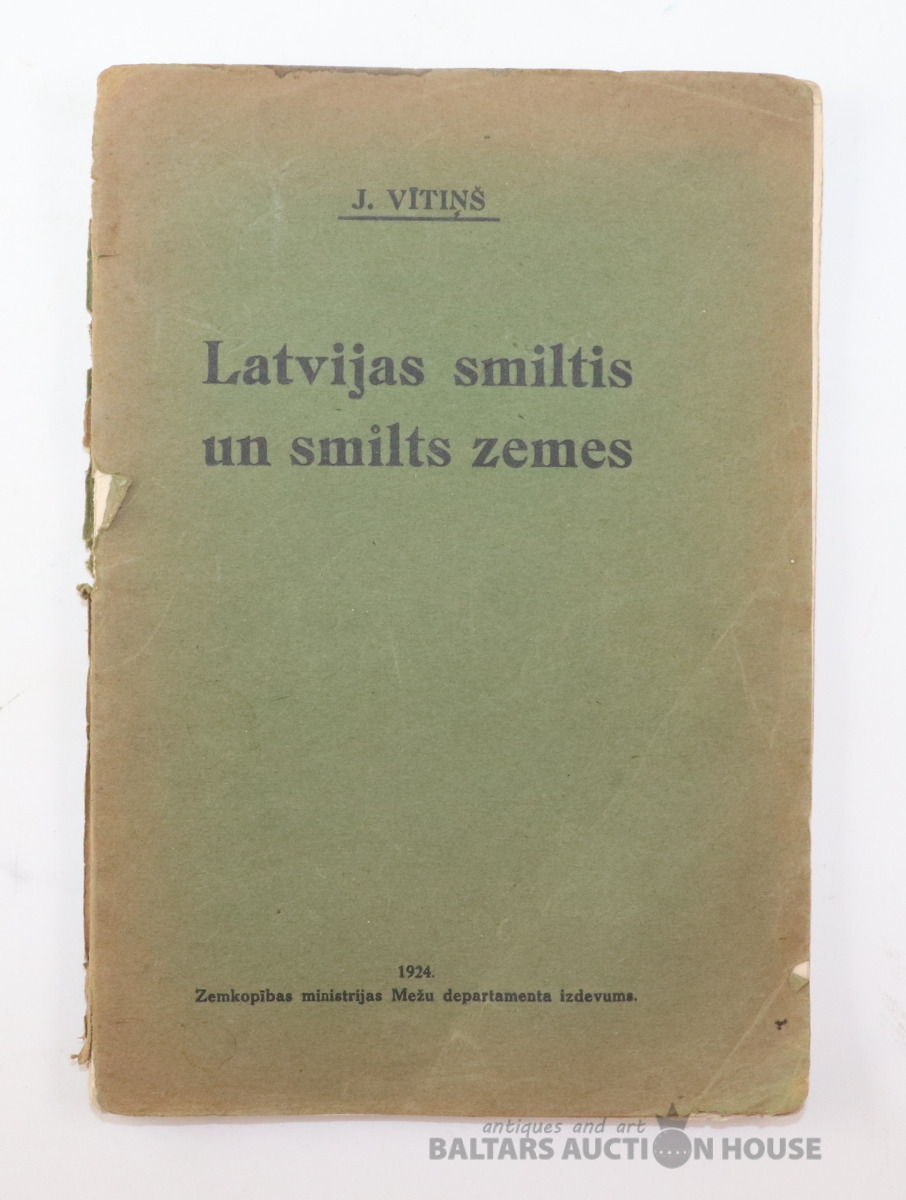 J. VĪTIŅŠ
Latvijas smiltis
un smilts zemes
1924.
Zemkopības ministrijas Mežu departamenta izdevums.
antiques and art
BALTARS AUCTION HOUSE